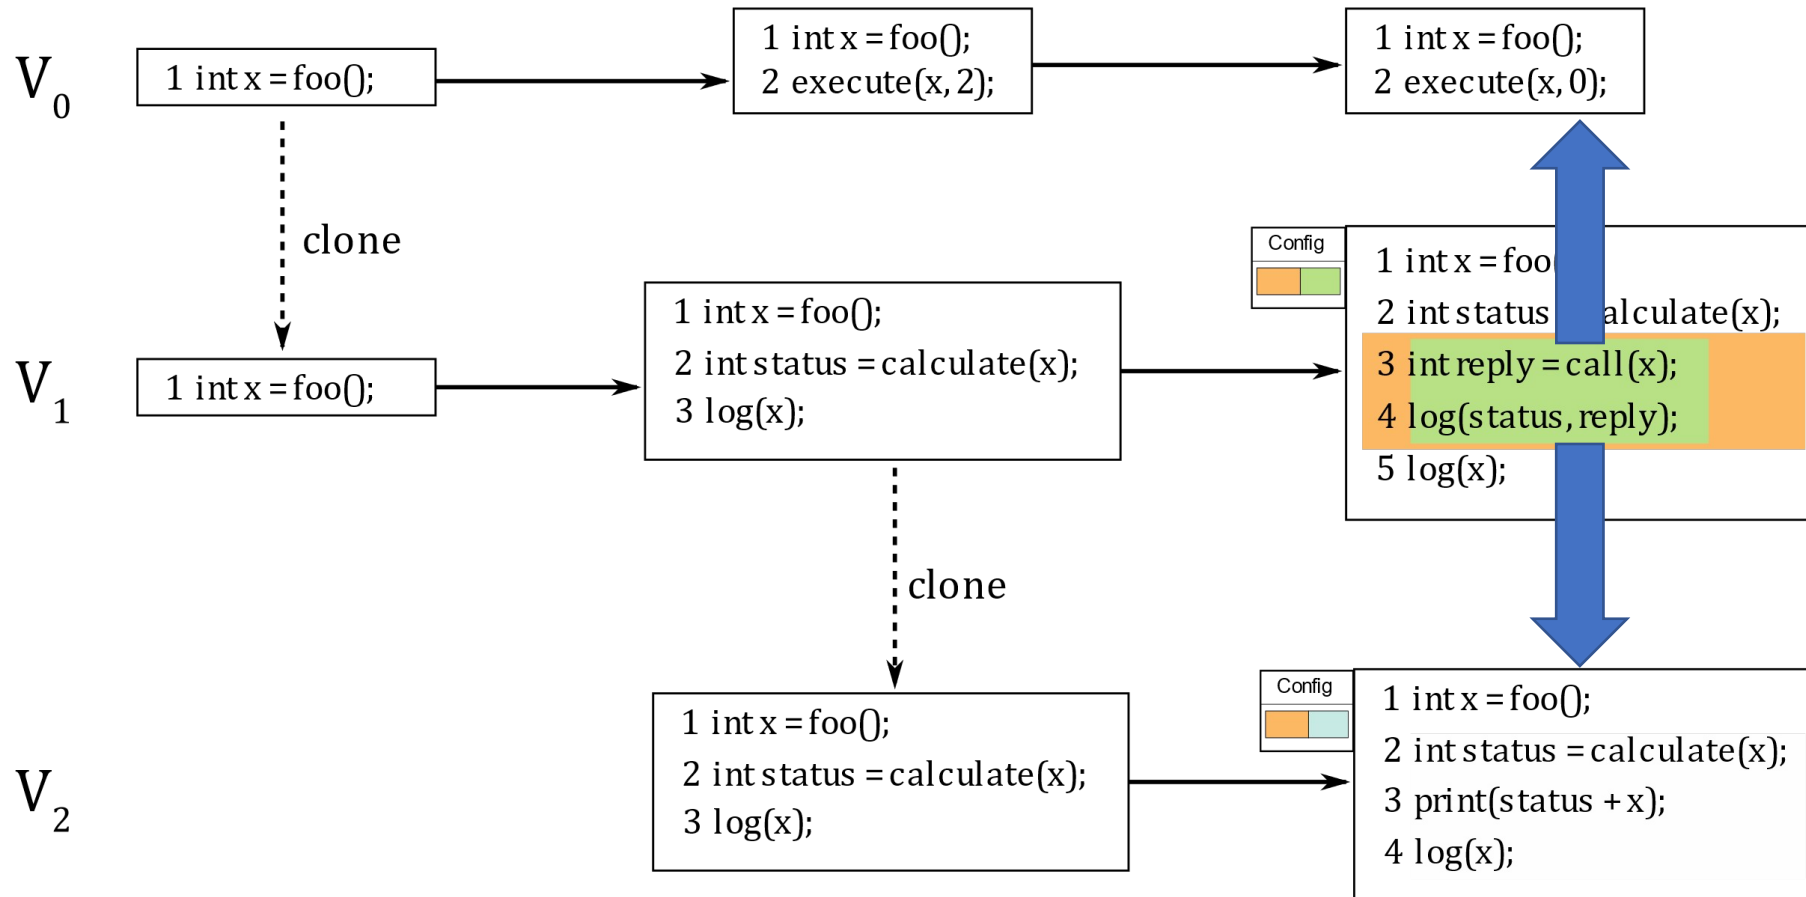 V0
1 int x = foo();
1 int x = foo();
2 execute(x, 2);
1 int x = foo();
2 execute(x, 0);
clone
V1
1 int x = foo();
1 int x = foo();
2 int status = calculate(x);
3 log(x);
Config
1 int x = foo(
2 int status alculate(x);
3 int reply = call(x);
4 log(status, reply);
5 log(x);
clone
V2
1 int x = foo();
2 int status = calculate(x);
3 log(x);
Config
1 int x = foo();
2 int status = calculate(x);
3 print(status + x);
4 log(x);